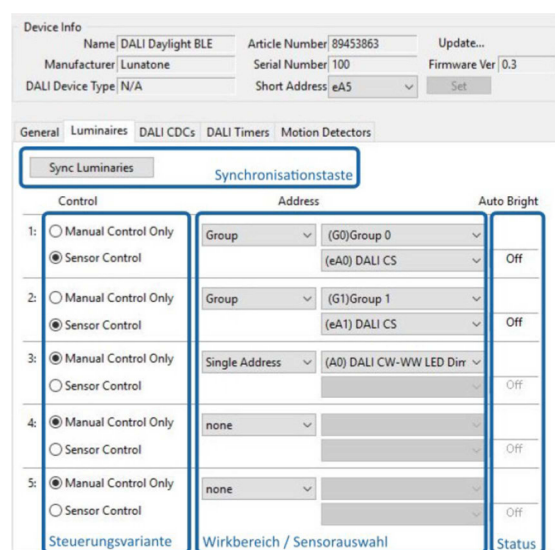 Device Info
Name DALI Daylight BLE Article Number 89453863 Update...
Manufacturer Lunatone Serial Number 100 Firmware Ver 0.3
DALI Device Type N/A Short Address eA5 Set
General Luminaires DALI CDCs DALI Timers Motion Detectors
Sync Luminaries Synchronisationstaste
Control Address Auto Bright
1: Manual Control Only Group (G0)Group 0
Sensor Control (eA0) DALI CS Off
2: Manual Control Only Group (G1)Group 1
Sensor Control (eA1) DALI CS Off
3: Manual Control Only Single Address (A0) DALI CW-WW LED Dim
Sensor Control Off
4: Manual Control Only none
Sensor Control Off
5: Manual Control Only none
Sensor Control Off
Steuerungsvariante Wirkbereich / Sensorauswahl Status